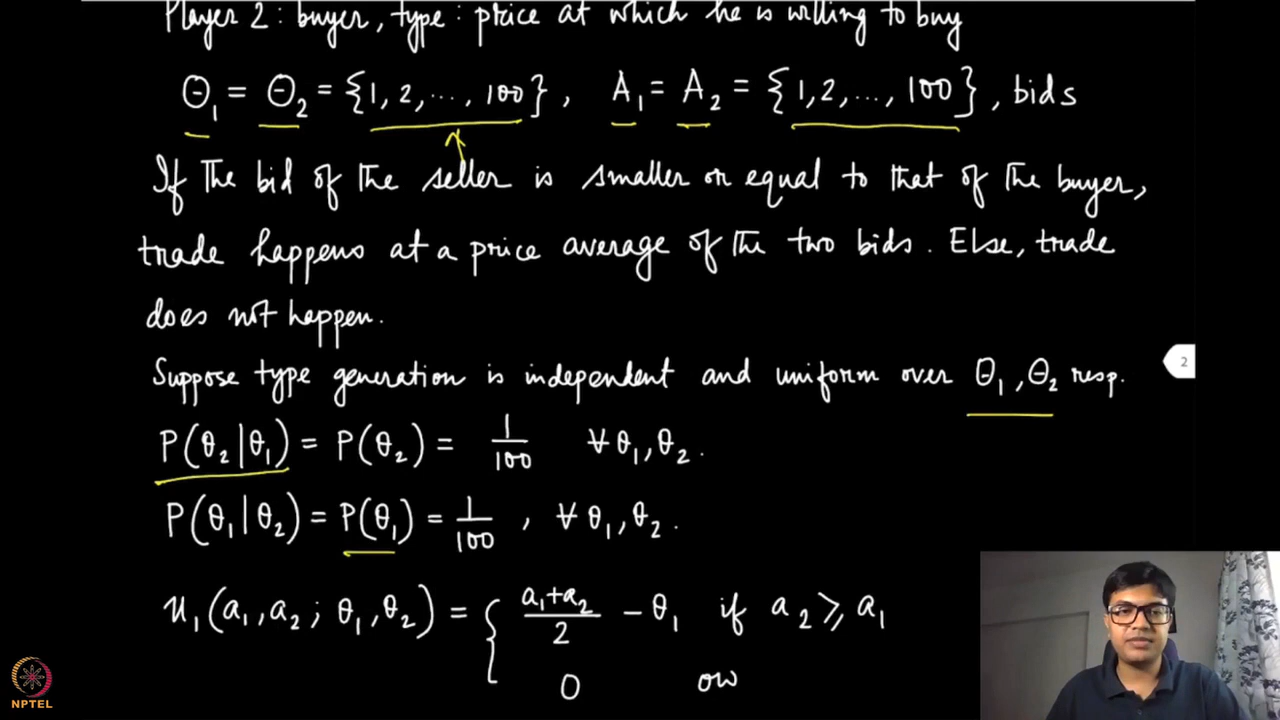 Player 2 : buyer, type : price at which he is willing to buy
Θ₁ = Θ₂ = {1, 2, ..., 100}, A₁ = A₂ = {1, 2, ..., 100}, bids
If the bid of the seller is smaller or equal to that of the buyer,
trade happens at a price average of the two bids. Else, trade
does not happen.
Suppose type generation is independent and uniform over Θ₁, Θ₂ resp.
P(θ₂|θ₁) = P(θ₂) = 1/100 ∀ θ₁, θ₂.
P(θ₁|θ₂) = P(θ₁) = 1/100 , ∀ θ₁, θ₂.
u₁(a₁, a₂ ; θ₁, θ₂) = { (a₁+a₂)/2 − θ₁ if a₂ ⩾ a₁
0 ow
2
NPTEL